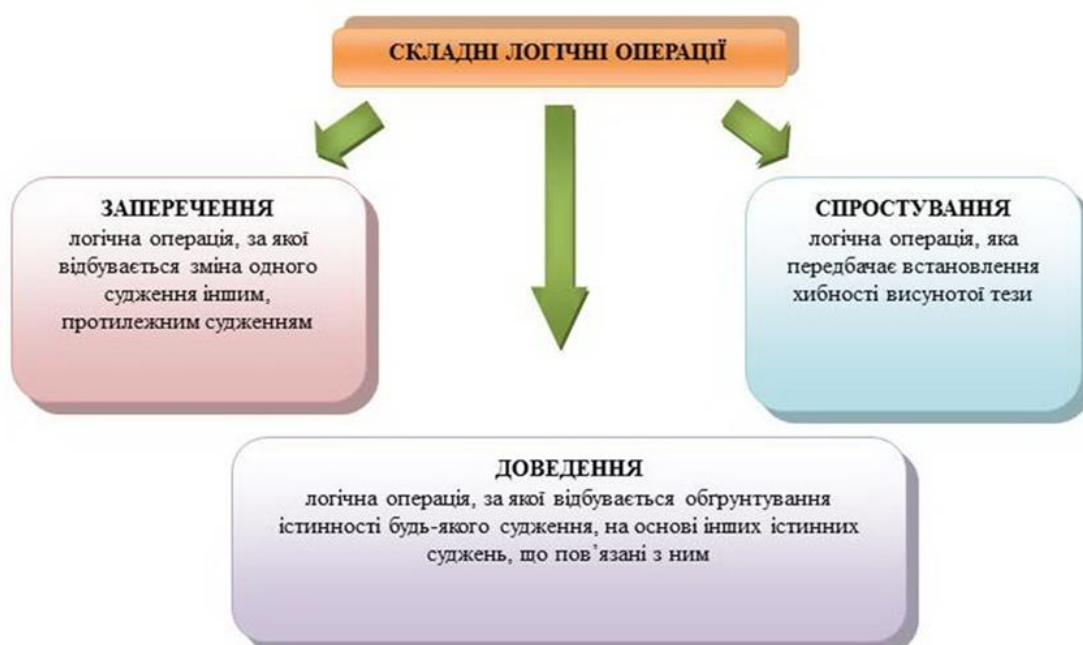 СКЛАДНІ ЛОГІЧНІ ОПЕРАЦІЇ
ЗАПЕРЕЧЕННЯ
логічна операція, за якої
відбувається зміна одного
судження іншим,
протилежним судженням
СПРОСТУВАННЯ
логічна операція, яка
передбачає встановлення
хибності висунотої тези
ДОВЕДЕННЯ
логічна операція, за якої відбувається обґрунтування
істинності будь-якого судження, на основі інших істинних
суджень, що пов’язані з ним